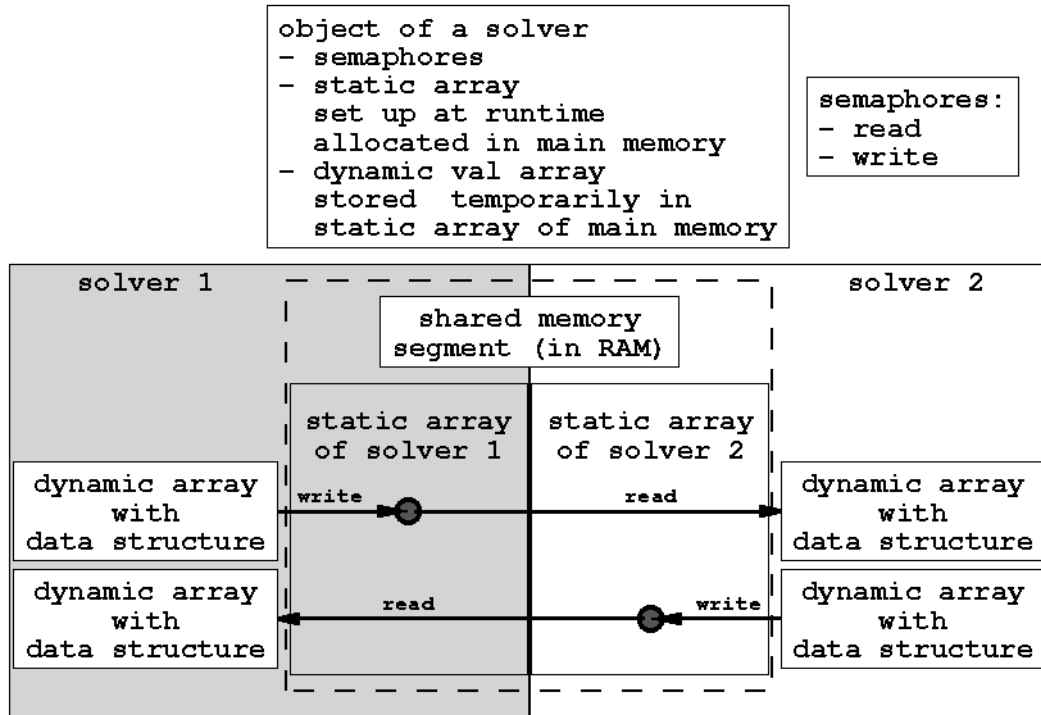 object of a solver
– semaphores
– static array
set up at runtime
allocated in main memory
– dynamic val array
stored temporarily in
static array of main memory
semaphores:
– read
– write
solver 1
solver 2
shared memory
segment (in RAM)
static array
of solver 1
static array
of solver 2
dynamic array
with
data structure
write
read
dynamic array
with
data structure
dynamic array
with
data structure
read
write
dynamic array
with
data structure